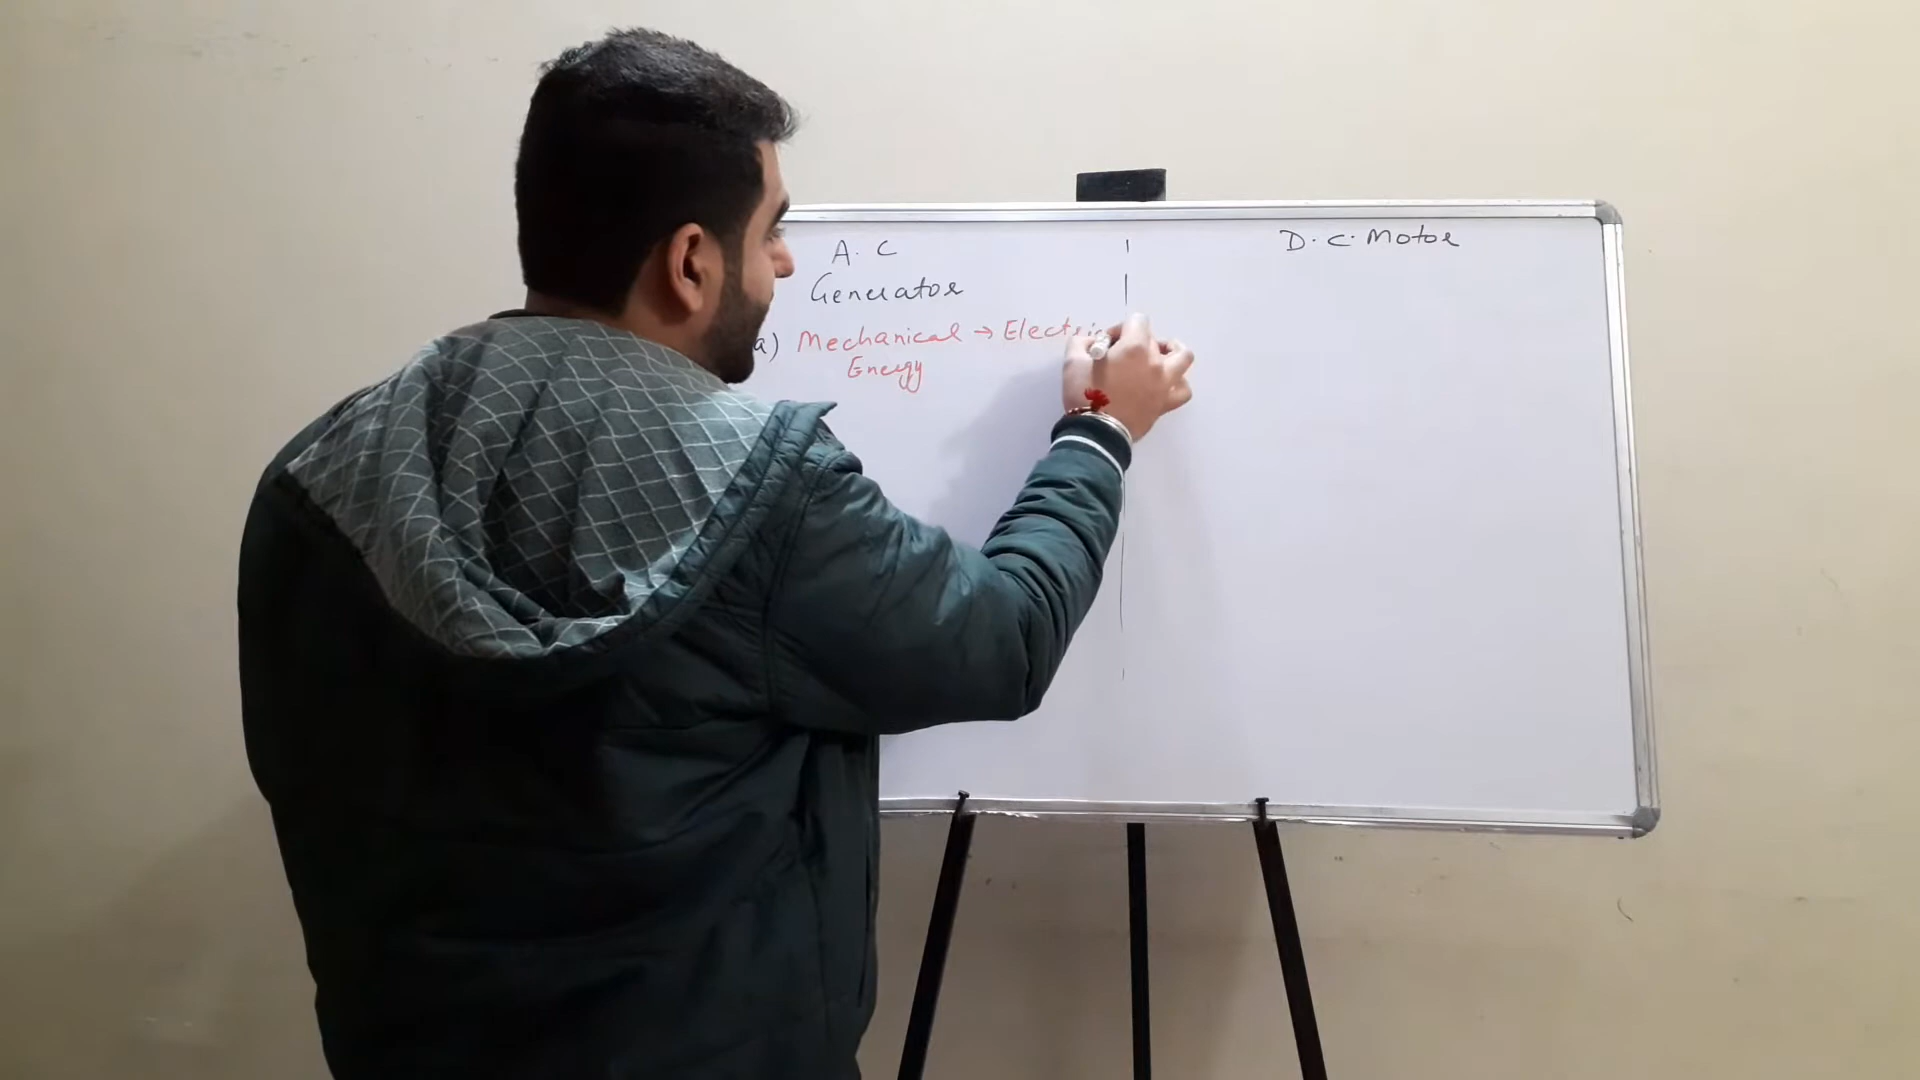 A. C
Generator
D. C. Motor
a) Mechanical → Electric
Energy